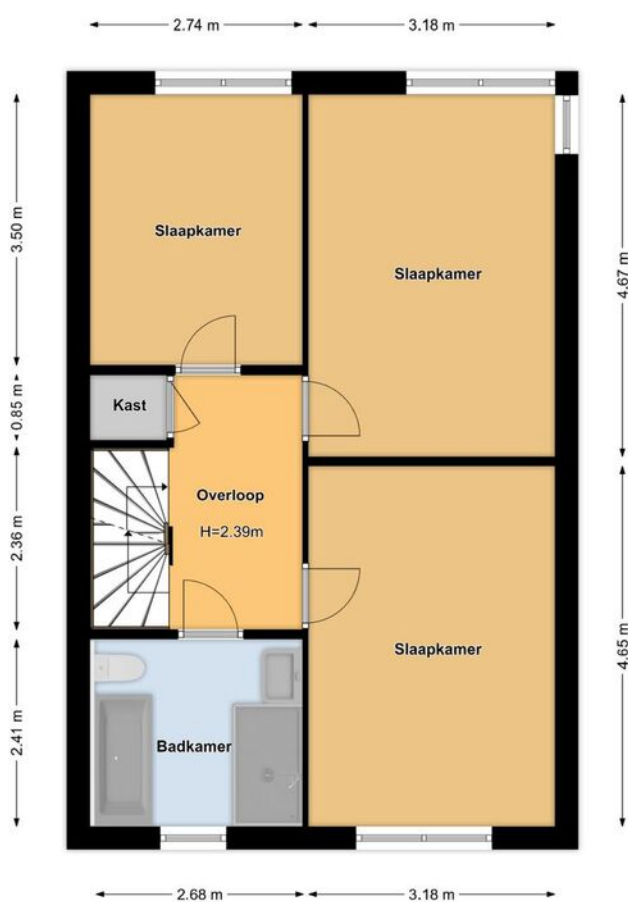 2.74 m
3.18 m
3.50 m
Slaapkamer
Slaapkamer
4.67 m
0.85 m
Kast
Overloop
H=2.39m
2.36 m
Slaapkamer
4.65 m
2.41 m
Badkamer
2.68 m
3.18 m